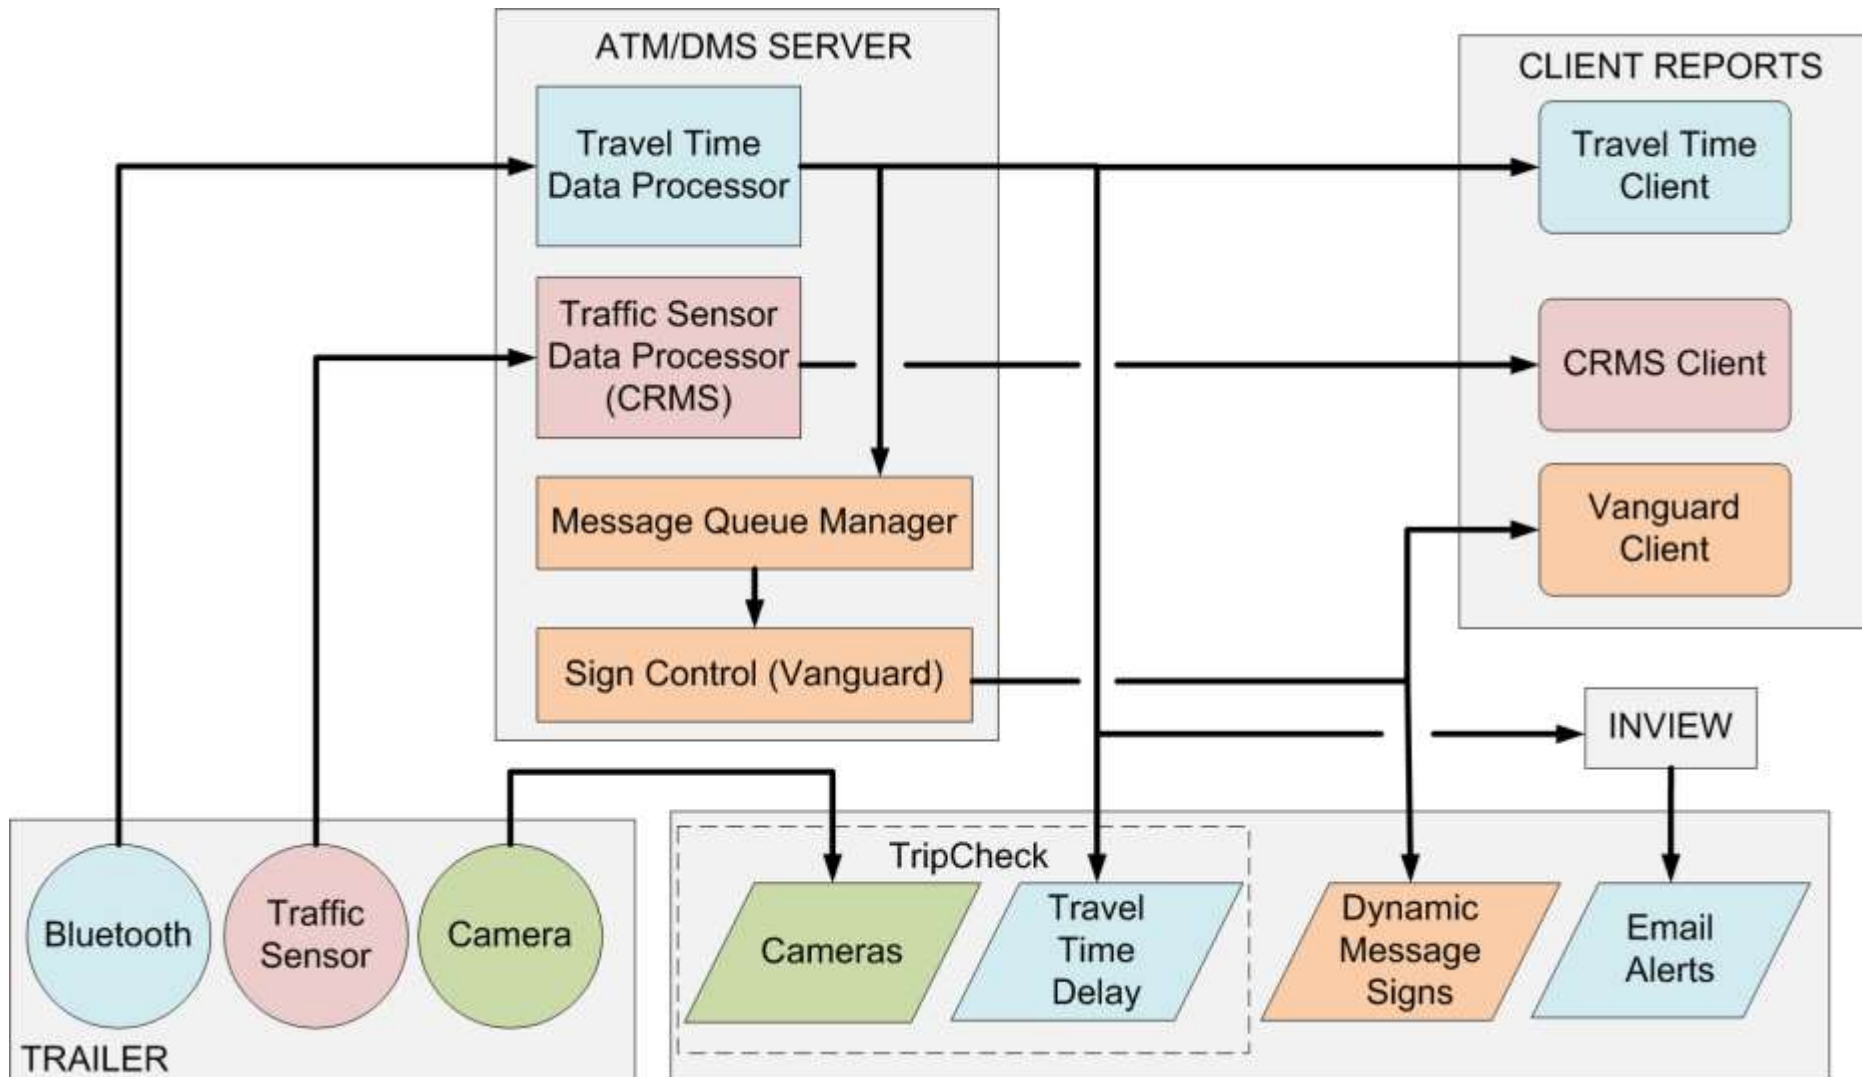 ATM/DMS SERVER
Travel Time
Data Processor
Traffic Sensor
Data Processor
(CRMS)
Message Queue Manager
Sign Control (Vanguard)
CLIENT REPORTS
Travel Time
Client
CRMS Client
Vanguard
Client
INVIEW
Bluetooth
Traffic
Sensor
Camera
TRAILER
TripCheck
Cameras
Travel
Time
Delay
Dynamic
Message
Signs
Email
Alerts